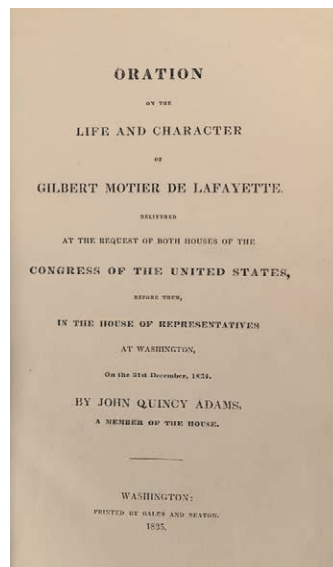 ORATION
ON THE
LIFE AND CHARACTER
OF
GILBERT MOTIER DE LAFAYETTE.
DELIVERED
AT THE REQUEST OF BOTH HOUSES OF THE
CONGRESS OF THE UNITED STATES,
BEFORE THEM,
IN THE HOUSE OF REPRESENTATIVES
AT WASHINGTON,
On the 31st December, 1834.
BY JOHN QUINCY ADAMS,
A MEMBER OF THE HOUSE.
WASHINGTON:
PRINTED BY GALES AND SEATON.
1835.